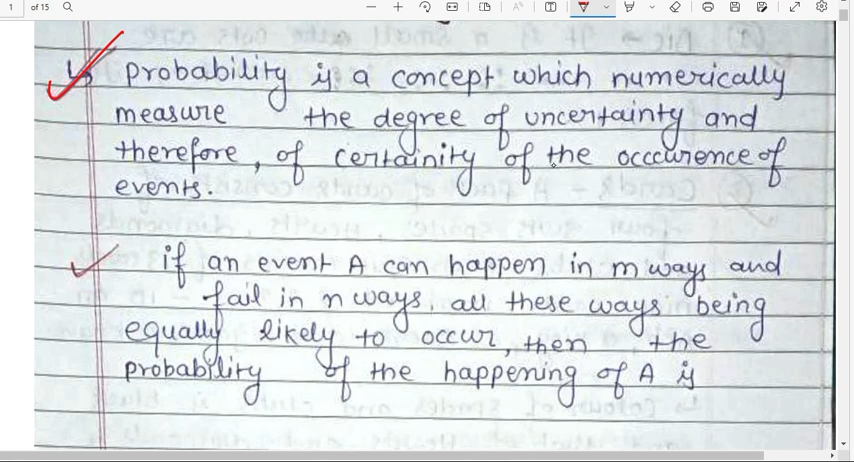 1 of 15
Probability is a concept which numerically
measure the degree of uncertainty and
therefore, of certainity of the occcurence of
events.
if an event A can happen in m ways and
fail in n ways, all these ways being
equally likely to occur, then the
probability of the happening of A is